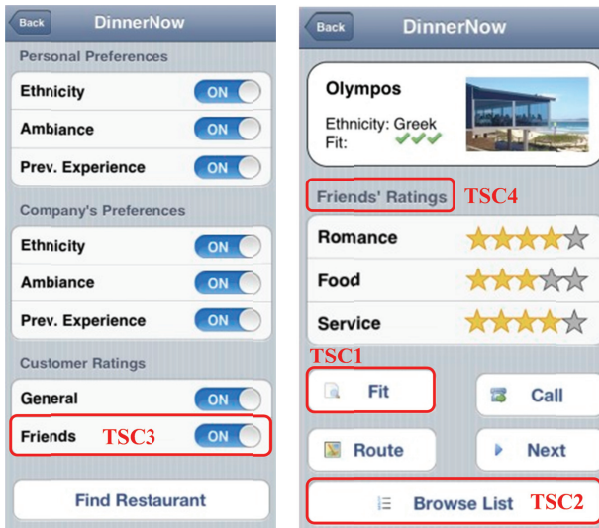 Back DinnerNow
Personal Preferences
Ethnicity ON
Ambiance ON
Prev. Experience ON
Company's Preferences
Ethnicity ON
Ambiance ON
Prev. Experience ON
Customer Ratings
General ON
Friends TSC3 ON
Find Restaurant
Back DinnerNow
Olympos
Ethnicity: Greek
Fit:
Friends' Ratings TSC4
Romance
Food
Service
TSC1
Fit Call
Route Next
Browse List TSC2